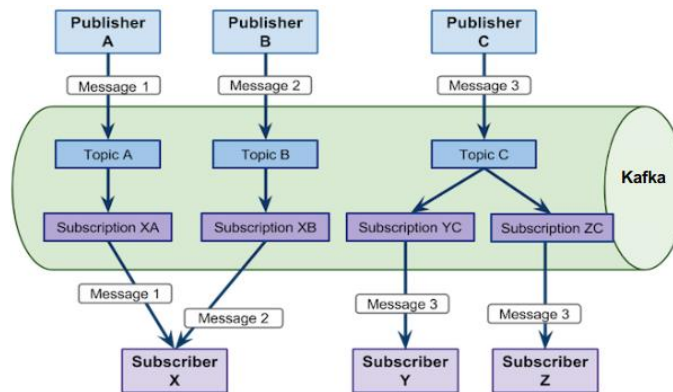 Publisher
A
Publisher
B
Publisher
C
Message 1
Message 2
Message 3
Topic A
Topic B
Topic C
Kafka
Subscription XA
Subscription XB
Subscription YC
Subscription ZC
Message 1
Message 2
Message 3
Message 3
Subscriber
X
Subscriber
Y
Subscriber
Z